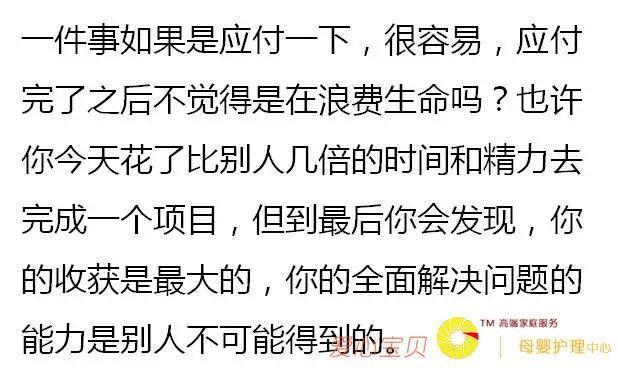 一件事如果是应付一下，很容易，应付
完了之后不觉得是在浪费生命吗？也许
你今天花了比别人几倍的时间和精力去
完成一个项目，但到最后你会发现，你
的收获是最大的，你的全面解决问题的
能力是别人不可能得到的。
爱心宝贝
TM 高端家庭服务
母婴护理中心